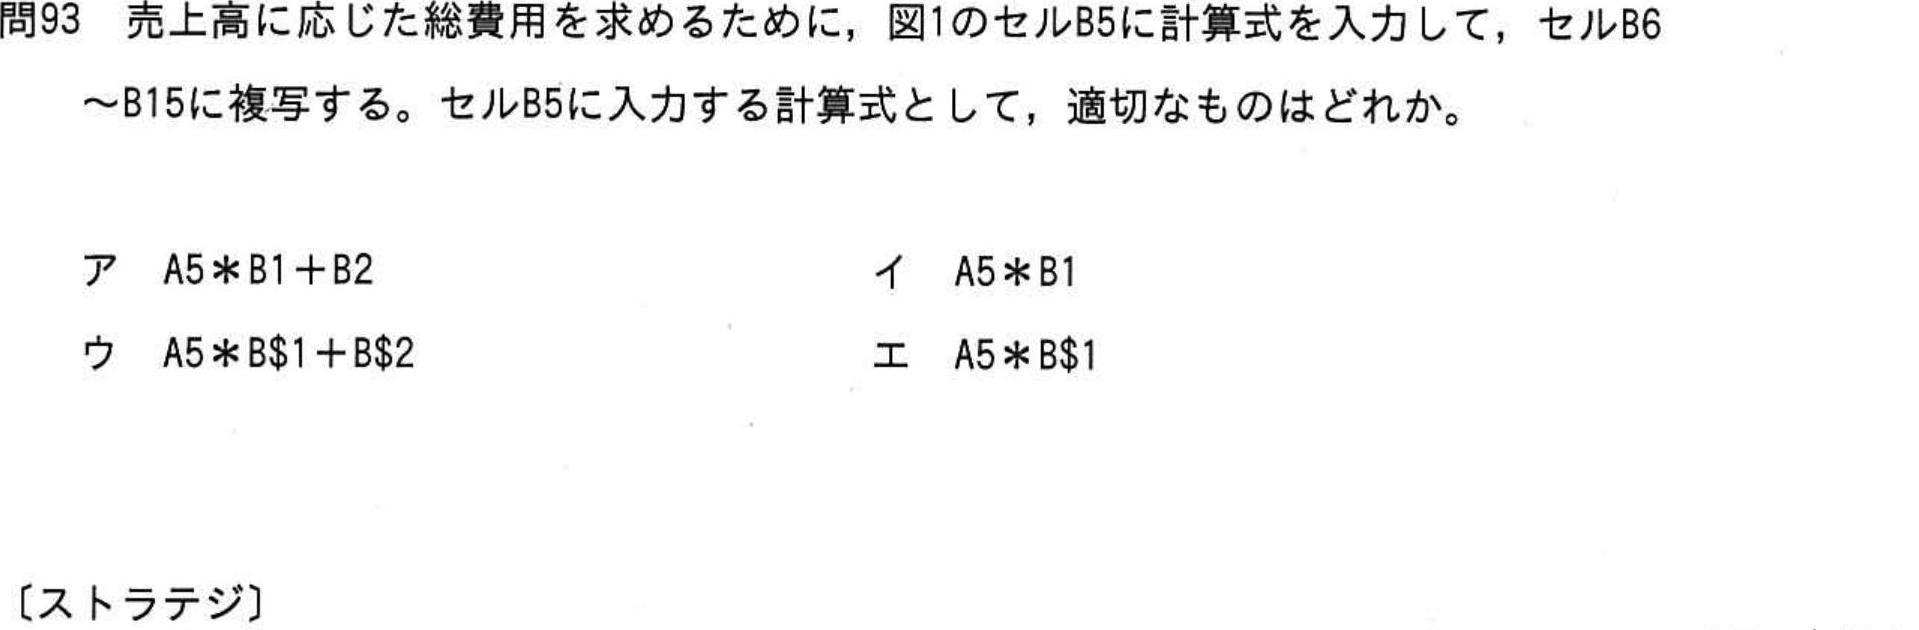 問93 売上高に応じた総費用を求めるために，図1のセルB5に計算式を入力して，セルB6
～B15に複写する。セルB5に入力する計算式として，適切なものはどれか。
ア A5＊B1＋B2
イ A5＊B1
ウ A5＊B$1＋B$2
エ A5＊B$1
〔ストラテジ〕